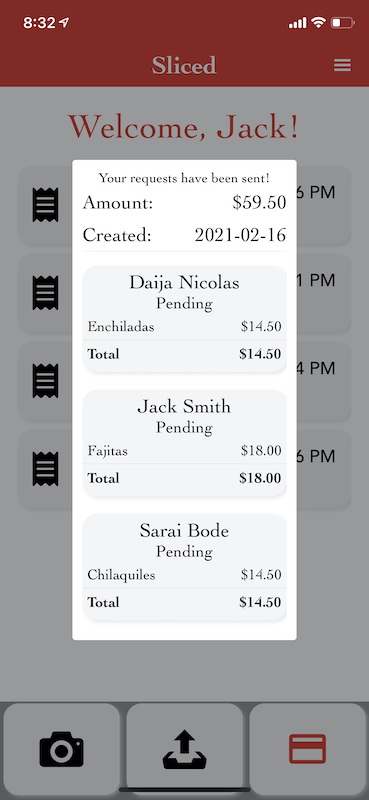 8:32
Sliced
Welcome, Jack!
6 PM
1 PM
4 PM
6 PM
Your requests have been sent!
Amount: $59.50
Created: 2021-02-16
Daija Nicolas
Pending
Enchiladas $14.50
Total $14.50
Jack Smith
Pending
Fajitas $18.00
Total $18.00
Sarai Bode
Pending
Chilaquiles $14.50
Total $14.50